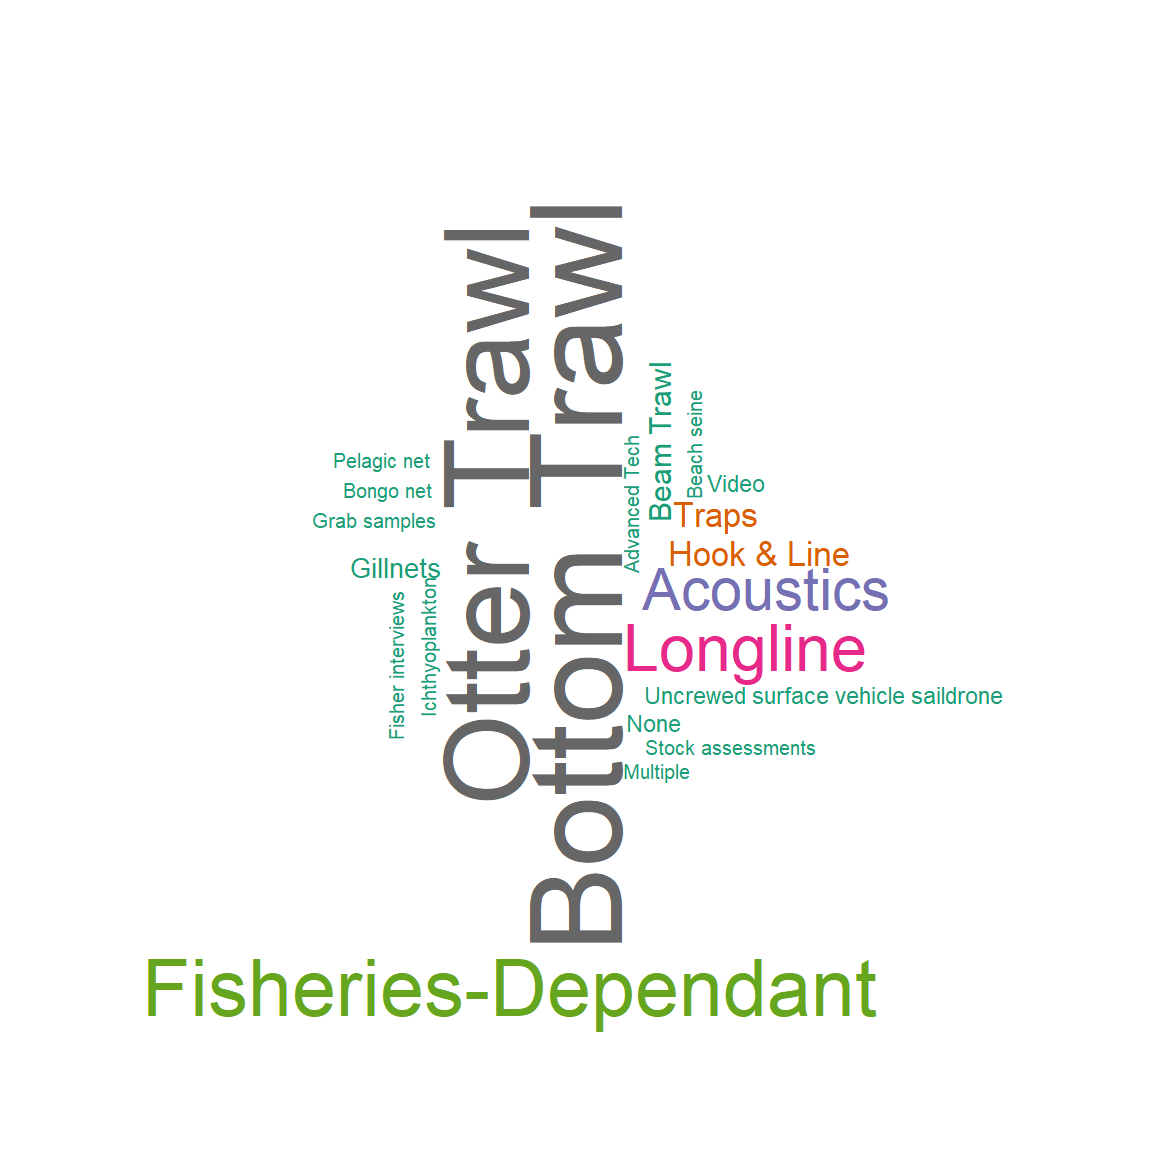 Otter Trawl
Bottom Trawl
Pelagic net
Bongo net
Grab samples
Gillnets
Fisher interviews
Ichthyoplankton
Advanced Tech
Beam Trawl
Beach seine
Video
Traps
Hook & Line
Acoustics
Longline
Uncrewed surface vehicle saildrone
None
Stock assessments
Multiple
Fisheries-Dependant